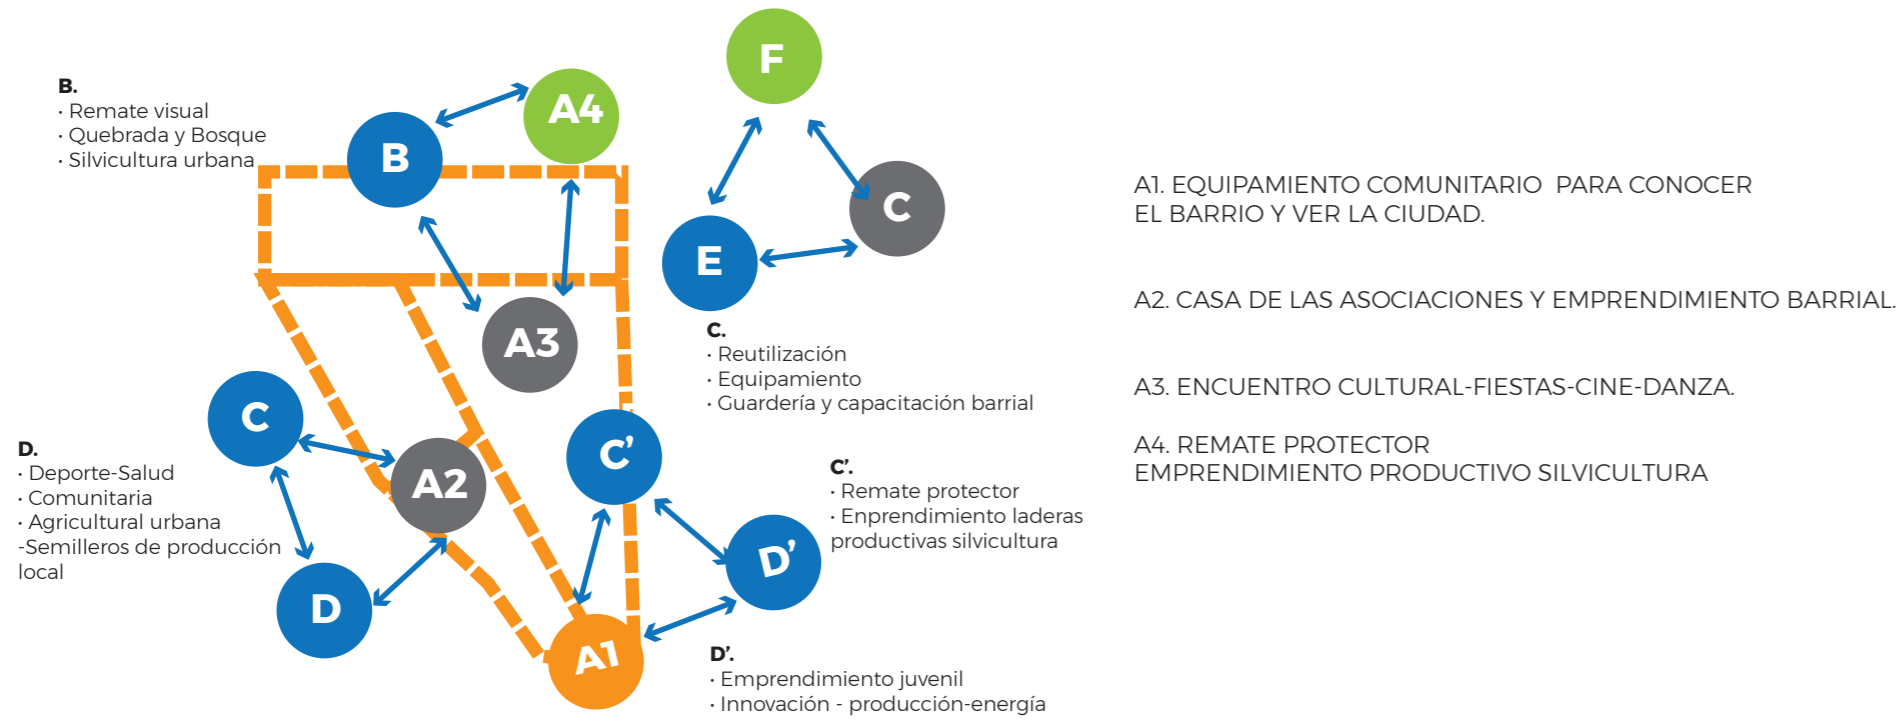 B.
· Remate visual
· Quebrada y Bosque
· Silvicultura urbana
B
A4
A3
F
E
C
C.
· Reutilización
· Equipamiento
· Guardería y capacitación barrial
C
A2
D
D.
· Deporte-Salud
· Comunitaria
· Agricultural urbana
-Semilleros de producción
local
C’
D’
A1
C’.
· Remate protector
· Enprendimiento laderas
productivas silvicultura
D’.
· Emprendimiento juvenil
· Innovación - producción-energía
A1. EQUIPAMIENTO COMUNITARIO PARA CONOCER
EL BARRIO Y VER LA CIUDAD.
A2. CASA DE LAS ASOCIACIONES Y EMPRENDIMIENTO BARRIAL.
A3. ENCUENTRO CULTURAL-FIESTAS-CINE-DANZA.
A4. REMATE PROTECTOR
EMPRENDIMIENTO PRODUCTIVO SILVICULTURA